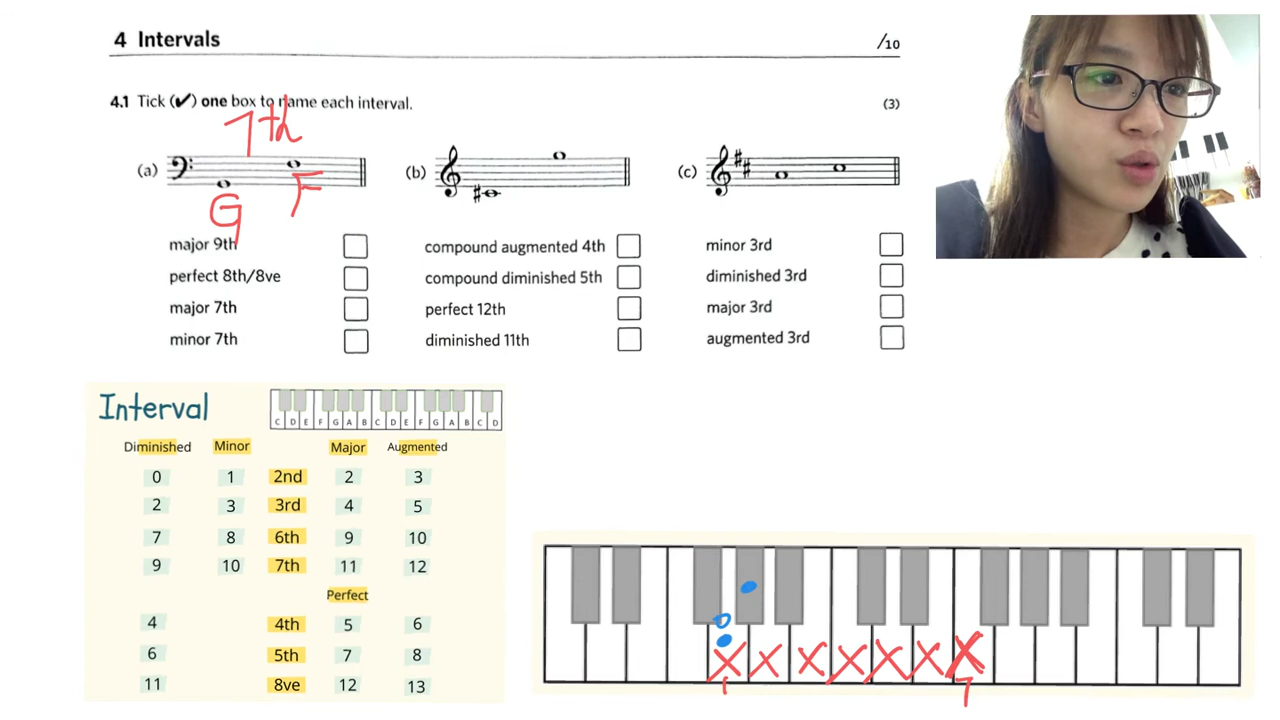 4 Intervals
/10
4.1 Tick (✔) one box to name each interval.
(3)
7th
(a)
(b)
(c)
G
F
major 9th
perfect 8th/8ve
major 7th
minor 7th
compound augmented 4th
compound diminished 5th
perfect 12th
diminished 11th
minor 3rd
diminished 3rd
major 3rd
augmented 3rd
Interval
C D E F G A B C D E F G A B C D
Diminished Minor Major Augmented
0 1 2nd 2 3
2 3 3rd 4 5
7 8 6th 9 10
9 10 7th 11 12
Perfect
4 4th 5 6
6 5th 7 8
11 8ve 12 13
1
7